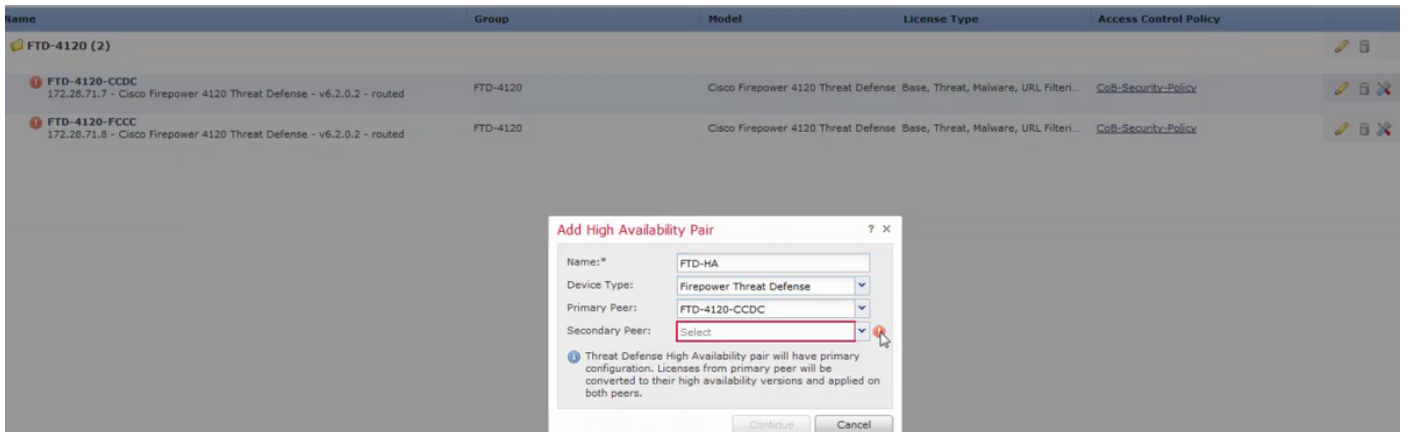 Name Group Model License Type Access Control Policy
FTD-4120 (2)
FTD-4120-CCDC
172.28.71.7 - Cisco Firepower 4120 Threat Defense - v6.2.0.2 - routed FTD-4120 Cisco Firepower 4120 Threat Defense Base, Threat, Malware, URL Filteri... CoB-Security-Policy
FTD-4120-FCCC
172.28.71.8 - Cisco Firepower 4120 Threat Defense - v6.2.0.2 - routed FTD-4120 Cisco Firepower 4120 Threat Defense Base, Threat, Malware, URL Filteri... CoB-Security-Policy
Add High Availability Pair ? X
Name:* FTD-HA
Device Type: Firepower Threat Defense
Primary Peer: FTD-4120-CCDC
Secondary Peer: Select
Threat Defense High Availability pair will have primary
configuration. Licenses from primary peer will be
converted to their high availability versions and applied on
both peers.
Continue Cancel